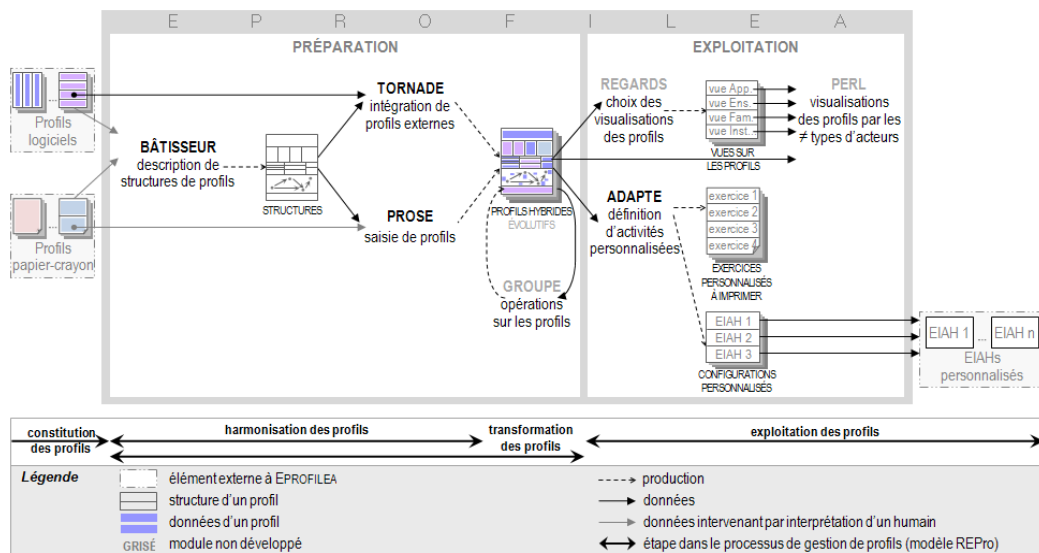 E P R O F I L E A
PRÉPARATION
EXPLOITATION
Profils
logiciels
...
BÂTISSEUR
description de
structures de profils
Profils
papier-crayon
...
STRUCTURES
TORNADE
intégration de
profils externes
PROSE
saisie de profils
PROFILS HYBRIDES
ÉVOLUTIFS
GROUPE
opérations
sur les profils
REGARDS
choix des
visualisations
des profils
vue App.
vue Ens.
vue Fam.
vue Inst.
VUES SUR
LES PROFILS
PERL
visualisations
des profils par les
≠ types d'acteurs
ADAPTE
définition
d'activités
personnalisées
exercice 1
exercice 2
exercice 3
exercice 4
EXERCICES
PERSONNALISÉS
À IMPRIMER
EIAH 1
EIAH 2
EIAH 3
CONFIGURATIONS
PERSONNALISÉS
EIAH 1 ... EIAH n
EIAHs
personnalisés
constitution
des profils
harmonisation des profils
transformation
des profils
exploitation des profils
Légende
élément externe à EPROFILEA
structure d'un profil
données d'un profil
GRISÉ module non développé
production
données
données intervenant par interprétation d'un humain
étape dans le processus de gestion de profils (modèle REPro)